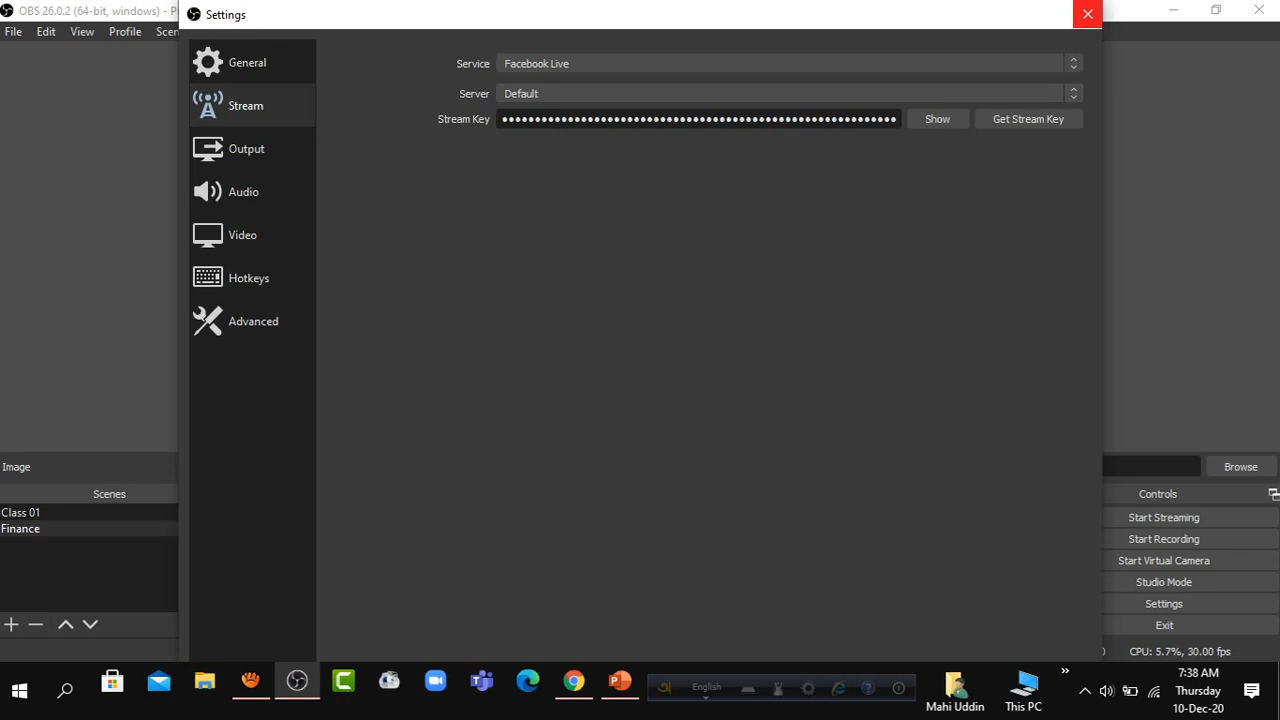 OBS 26.0.2 (64-bit, windows) - P
Settings
File Edit View Profile Scen
General
Stream
Output
Audio
Video
Hotkeys
Advanced
Service Facebook Live
Server Default
Stream Key Show Get Stream Key
Image
Browse
Scenes
Class 01
Finance
Controls
Start Streaming
Start Recording
Start Virtual Camera
Studio Mode
Settings
Exit
0 CPU: 5.7%, 30.00 fps
English
Mahi Uddin
This PC
7:38 AM
Thursday
10-Dec-20